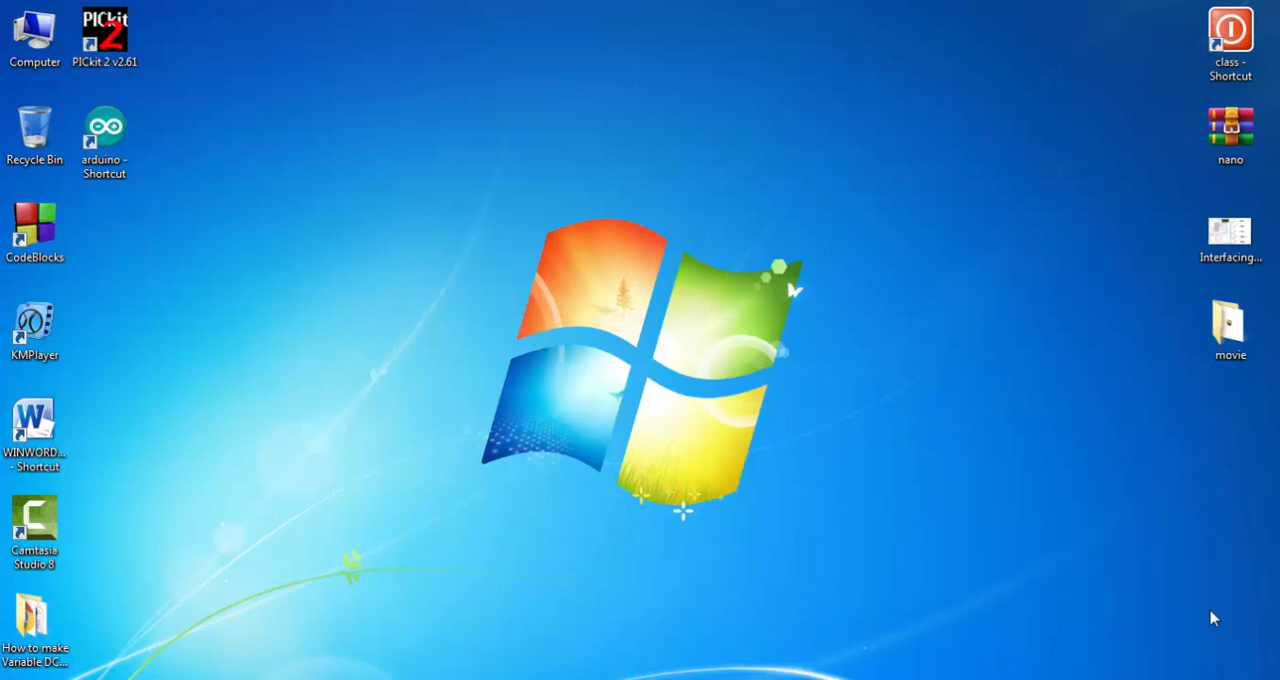 Computer
PICkit
2
PICkit 2 v2.61
Recycle Bin
arduino -
Shortcut
CodeBlocks
KMPlayer
W
WINWORD...
- Shortcut
C
Camtasia
Studio 8
How to make
Variable DC...
class -
Shortcut
nano
Interfacing...
movie